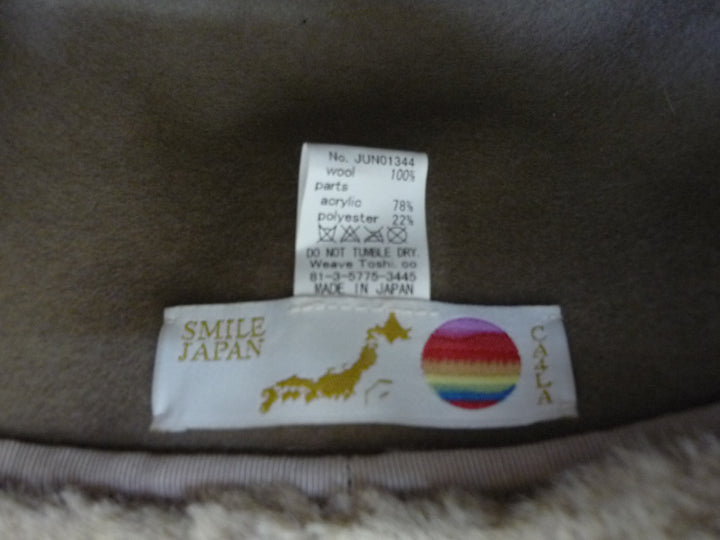 No. JUN01344
wool 100%
parts
acrylic 78%
polyester 22%
DO NOT TUMBLE DRY.
Weave Toshi. co
81-3-5775-3445
MADE IN JAPAN
SMILE
JAPAN
CA4LA